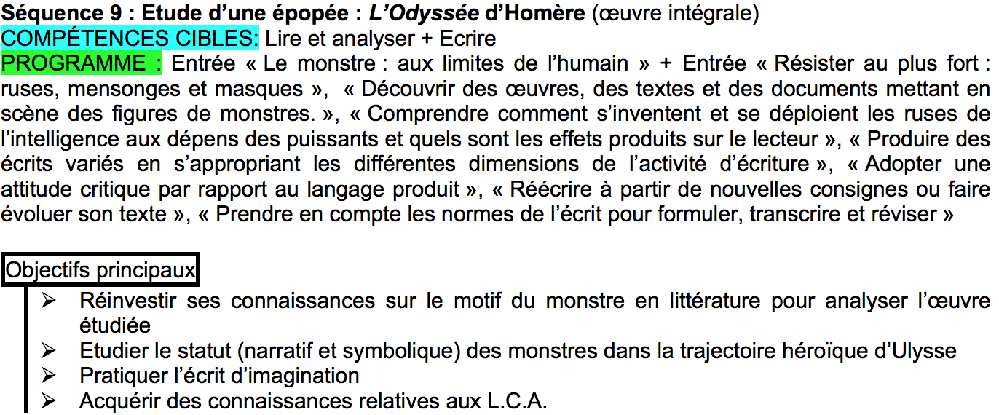 Séquence 9 : Etude d’une épopée : L’Odyssée d’Homère (œuvre intégrale)
COMPÉTENCES CIBLES: Lire et analyser + Ecrire
PROGRAMME : Entrée « Le monstre : aux limites de l’humain » + Entrée « Résister au plus fort :
ruses, mensonges et masques », « Découvrir des œuvres, des textes et des documents mettant en
scène des figures de monstres. », « Comprendre comment s’inventent et se déploient les ruses de
l’intelligence aux dépens des puissants et quels sont les effets produits sur le lecteur », « Produire des
écrits variés en s’appropriant les différentes dimensions de l’activité d’écriture », « Adopter une
attitude critique par rapport au langage produit », « Réécrire à partir de nouvelles consignes ou faire
évoluer son texte », « Prendre en compte les normes de l’écrit pour formuler, transcrire et réviser »
Objectifs principaux
➢ Réinvestir ses connaissances sur le motif du monstre en littérature pour analyser l’œuvre
étudiée
➢ Etudier le statut (narratif et symbolique) des monstres dans la trajectoire héroïque d’Ulysse
➢ Pratiquer l’écrit d’imagination
➢ Acquérir des connaissances relatives aux L.C.A.